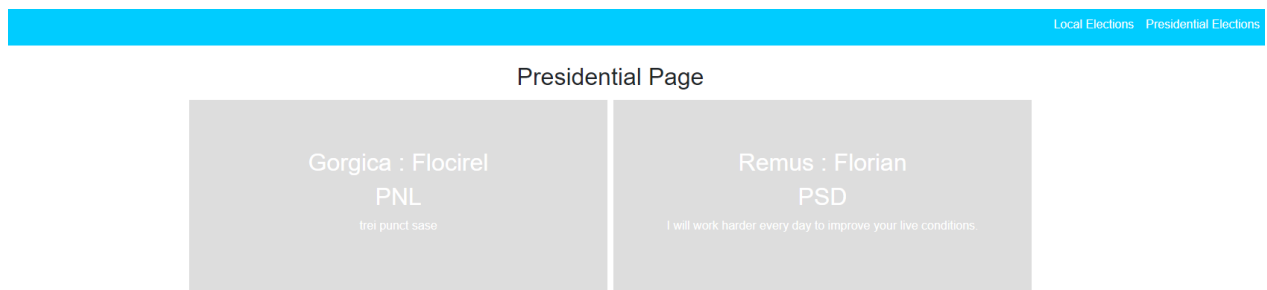 Local Elections Presidential Elections
Presidential Page
Gorgica : Flocirel
PNL
trei punct sase
Remus : Florian
PSD
I will work harder every day to improve your live conditions.